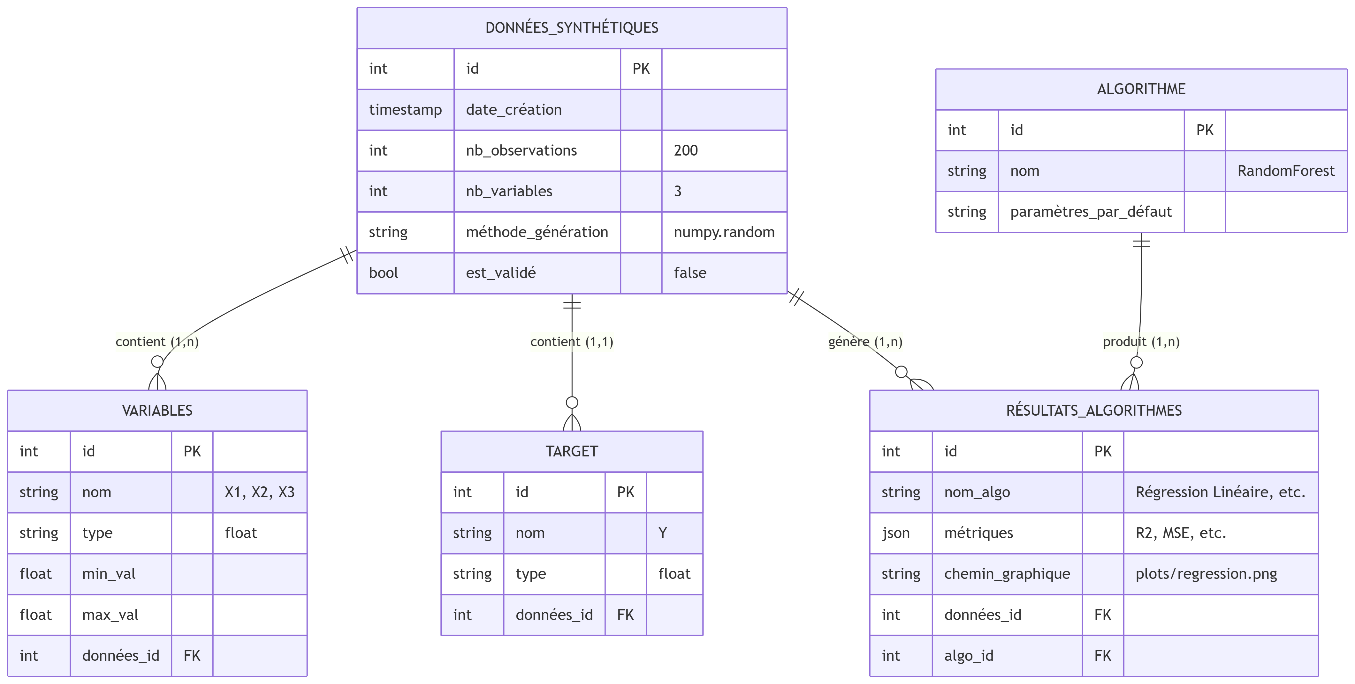 DONNÉES_SYNTHÉTIQUES
int id PK
timestamp date_création
int nb_observations 200
int nb_variables 3
string méthode_génération numpy.random
bool est_validé false
ALGORITHME
int id PK
string nom RandomForest
string paramètres_par_défaut
contient (1,n)
contient (1,1)
génère (1,n)
produit (1,n)
VARIABLES
int id PK
string nom X1, X2, X3
string type float
float min_val
float max_val
int données_id FK
TARGET
int id PK
string nom Y
string type float
int données_id FK
RÉSULTATS_ALGORITHMES
int id PK
string nom_algo Régression Linéaire, etc.
json métriques R2, MSE, etc.
string chemin_graphique plots/regression.png
int données_id FK
int algo_id FK